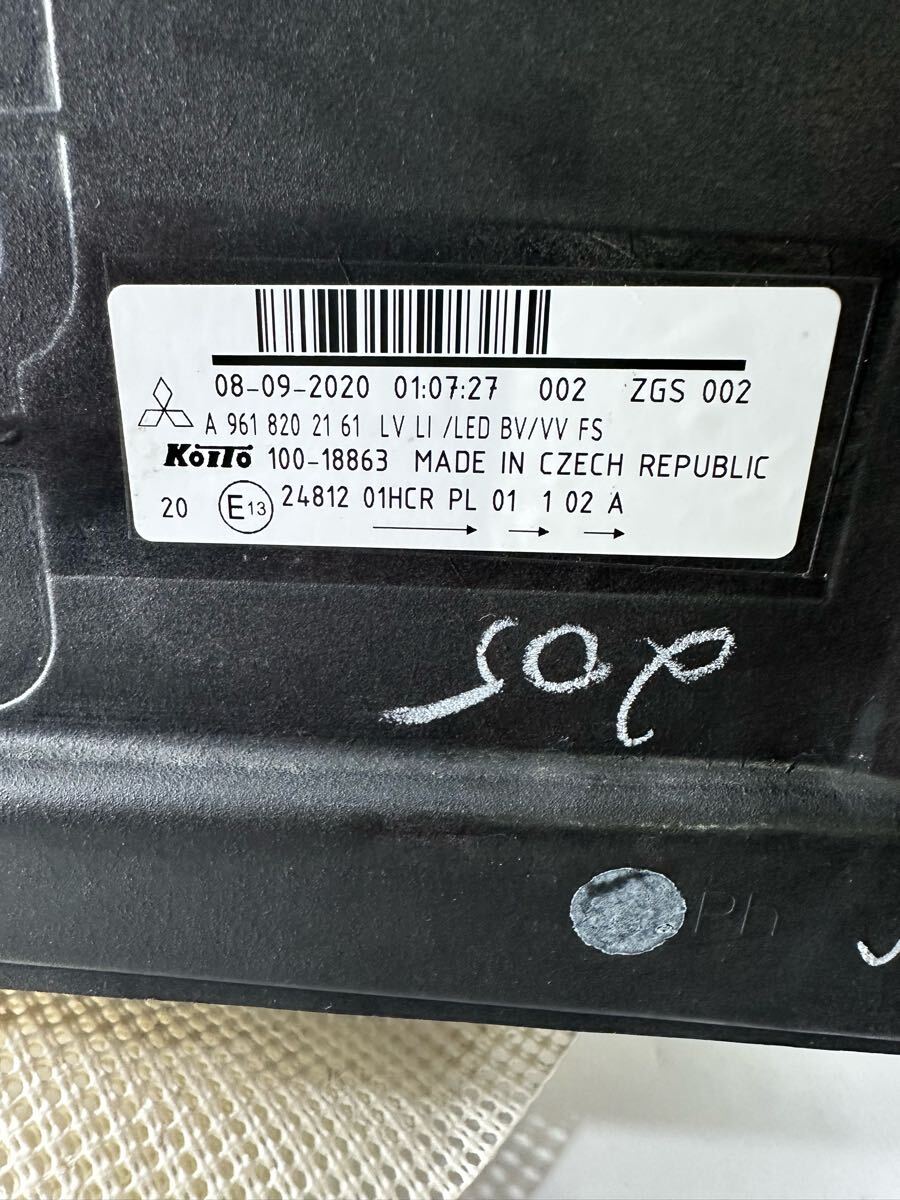 08-09-2020 01:07:27 002 ZGS 002
A 961 820 21 61 LV LI /LED BV/VV FS
KOITO 100-18863 MADE IN CZECH REPUBLIC
20 E13 24812 01HCR PL 01 1 02 A
Ph